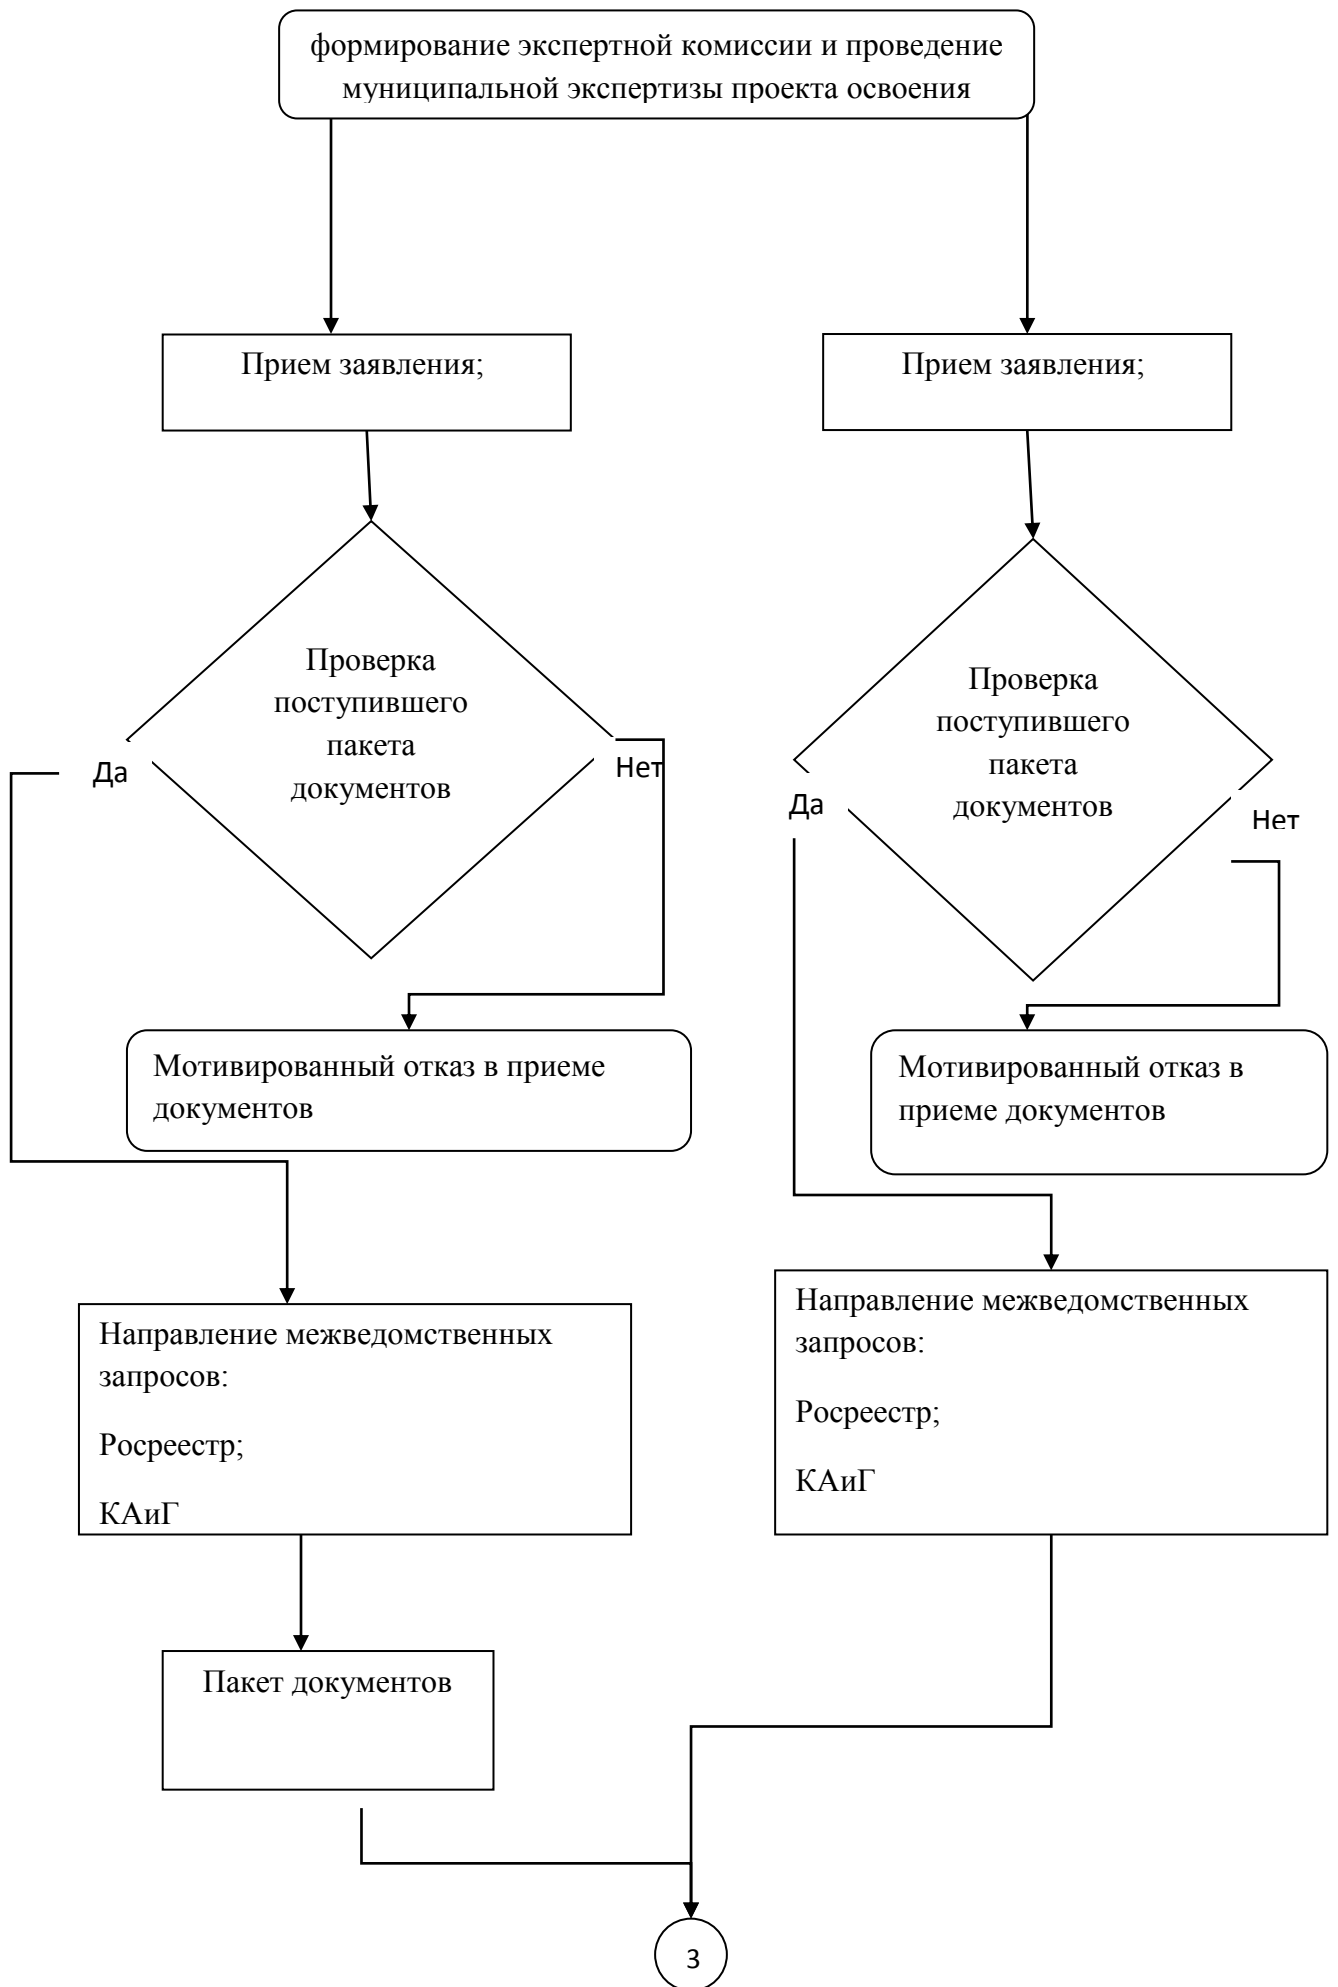 формирование экспертной комиссии и проведение
муниципальной экспертизы проекта освоения
Прием заявления;
Прием заявления;
Проверка
поступившего
пакета
документов
Да
Нет
Проверка
поступившего
пакета
документов
Да
Нет
Мотивированный отказ в приеме
документов
Мотивированный отказ в
приеме документов
Направление межведомственных
запросов:
Росреестр;
КАиГ
Направление межведомственных
запросов:
Росреестр;
КАиГ
Пакет документов
3